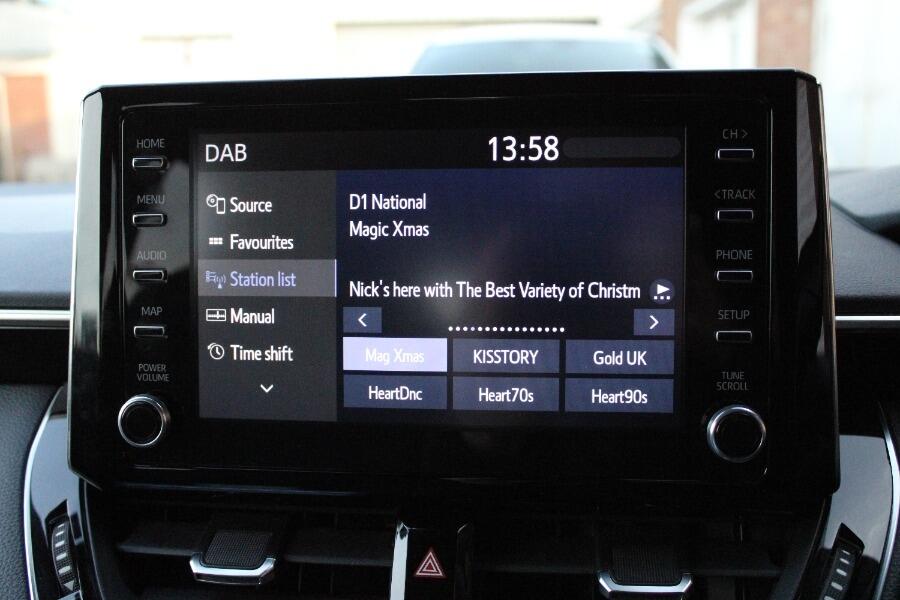 HOME
MENU
AUDIO
MAP
POWER
VOLUME
DAB
13:58
Source
Favourites
Station list
Manual
Time shift
D1 National
Magic Xmas
Nick's here with The Best Variety of Christm
Mag Xmas KISSTORY Gold UK
HeartDnc Heart70s Heart90s
CH >
<TRACK
PHONE
SETUP
TUNE
SCROLL